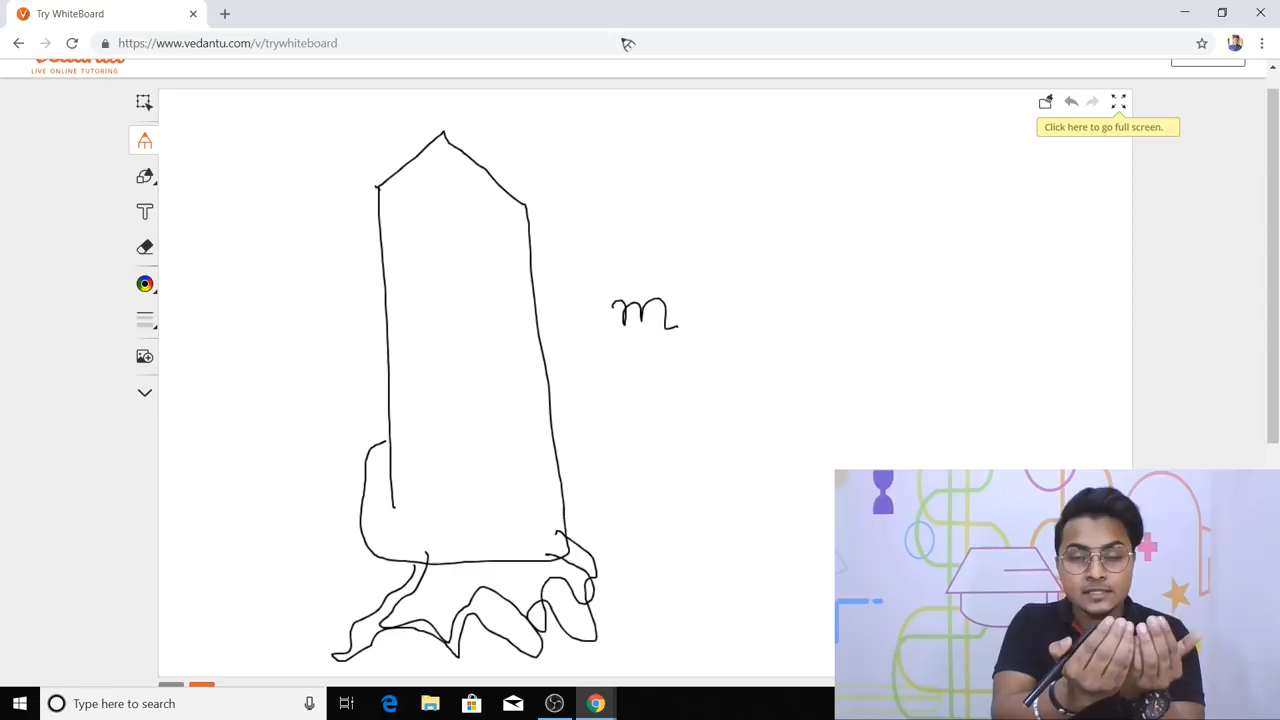 Try WhiteBoard
https://www.vedantu.com/v/trywhiteboard
LIVE ONLINE TUTORING
Click here to go full screen.
m
Type here to search